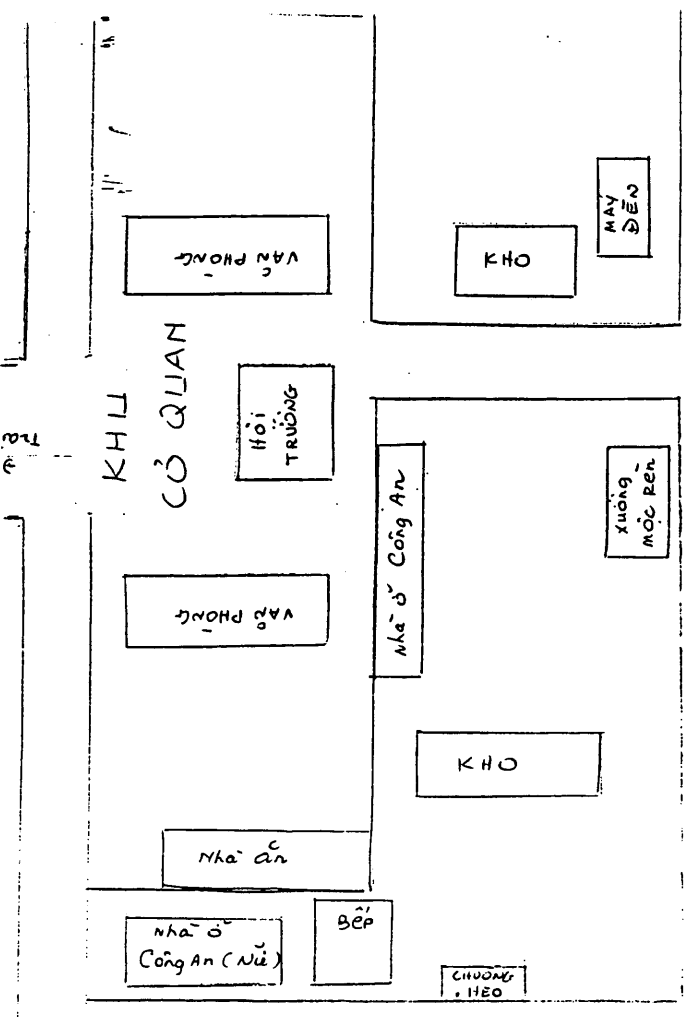 MÁY
ĐÈN
VĂN PHÒNG
KHO
KHU
CƠ QUAN
HỘI
TRƯỜNG
Nhà ở Công An
Xưởng
mộc Rèn
VĂN PHÒNG
KHO
Nhà ăn
Nhà ở
Công An (Nữ)
BẾP
CHUỒNG
HEO